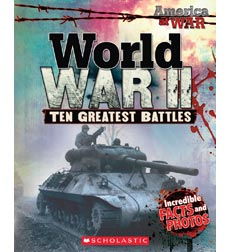 America
at WAR
World
WAR II
TEN GREATEST BATTLES
Incredible
FACTS and
PHOTOS
SCHOLASTIC